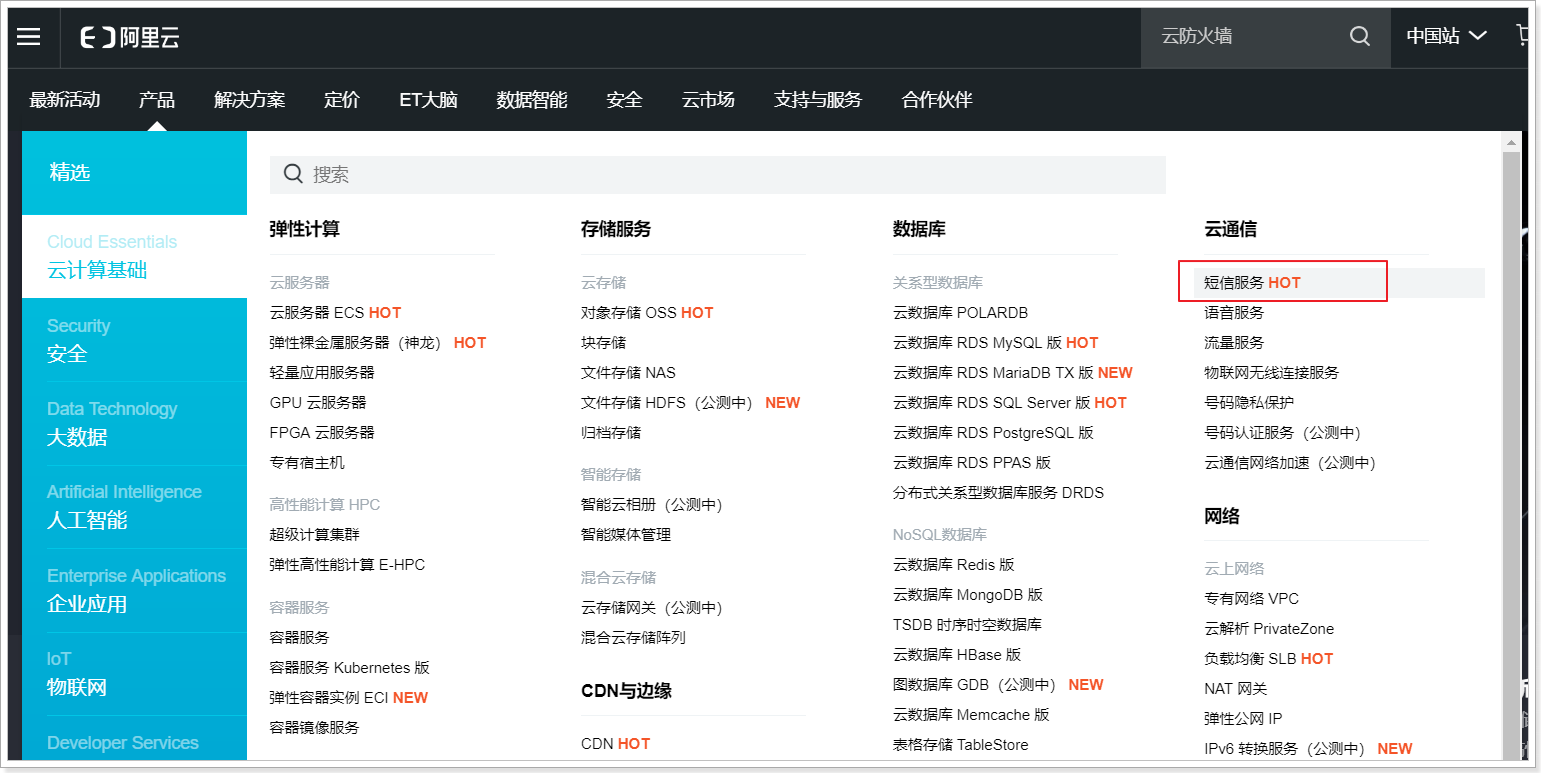 阿里云
云防火墙
中国站
最新活动 产品 解决方案 定价 ET大脑 数据智能 安全 云市场 支持与服务 合作伙伴
精选
Cloud Essentials
云计算基础
Security
安全
Data Technology
大数据
Artificial Intelligence
人工智能
Enterprise Applications
企业应用
IoT
物联网
Developer Services
搜索
弹性计算
云服务器
云服务器 ECS HOT
弹性裸金属服务器（神龙） HOT
轻量应用服务器
GPU 云服务器
FPGA 云服务器
专有宿主机
高性能计算 HPC
超级计算集群
弹性高性能计算 E-HPC
容器服务
容器服务
容器服务 Kubernetes 版
弹性容器实例 ECI NEW
容器镜像服务
存储服务
云存储
对象存储 OSS HOT
块存储
文件存储 NAS
文件存储 HDFS（公测中） NEW
归档存储
智能存储
智能云相册（公测中）
智能媒体管理
混合云存储
云存储网关（公测中）
混合云存储阵列
CDN与边缘
CDN HOT
数据库
关系型数据库
云数据库 POLARDB
云数据库 RDS MySQL 版 HOT
云数据库 RDS MariaDB TX 版 NEW
云数据库 RDS SQL Server 版 HOT
云数据库 RDS PostgreSQL 版
云数据库 RDS PPAS 版
分布式关系型数据库服务 DRDS
NoSQL数据库
云数据库 Redis 版
云数据库 MongoDB 版
TSDB 时序时空数据库
云数据库 HBase 版
图数据库 GDB（公测中） NEW
云数据库 Memcache 版
表格存储 TableStore
云通信
短信服务 HOT
语音服务
流量服务
物联网无线连接服务
号码隐私保护
号码认证服务（公测中）
云通信网络加速（公测中）
网络
云上网络
专有网络 VPC
云解析 PrivateZone
负载均衡 SLB HOT
NAT 网关
弹性公网 IP
IPv6 转换服务（公测中） NEW